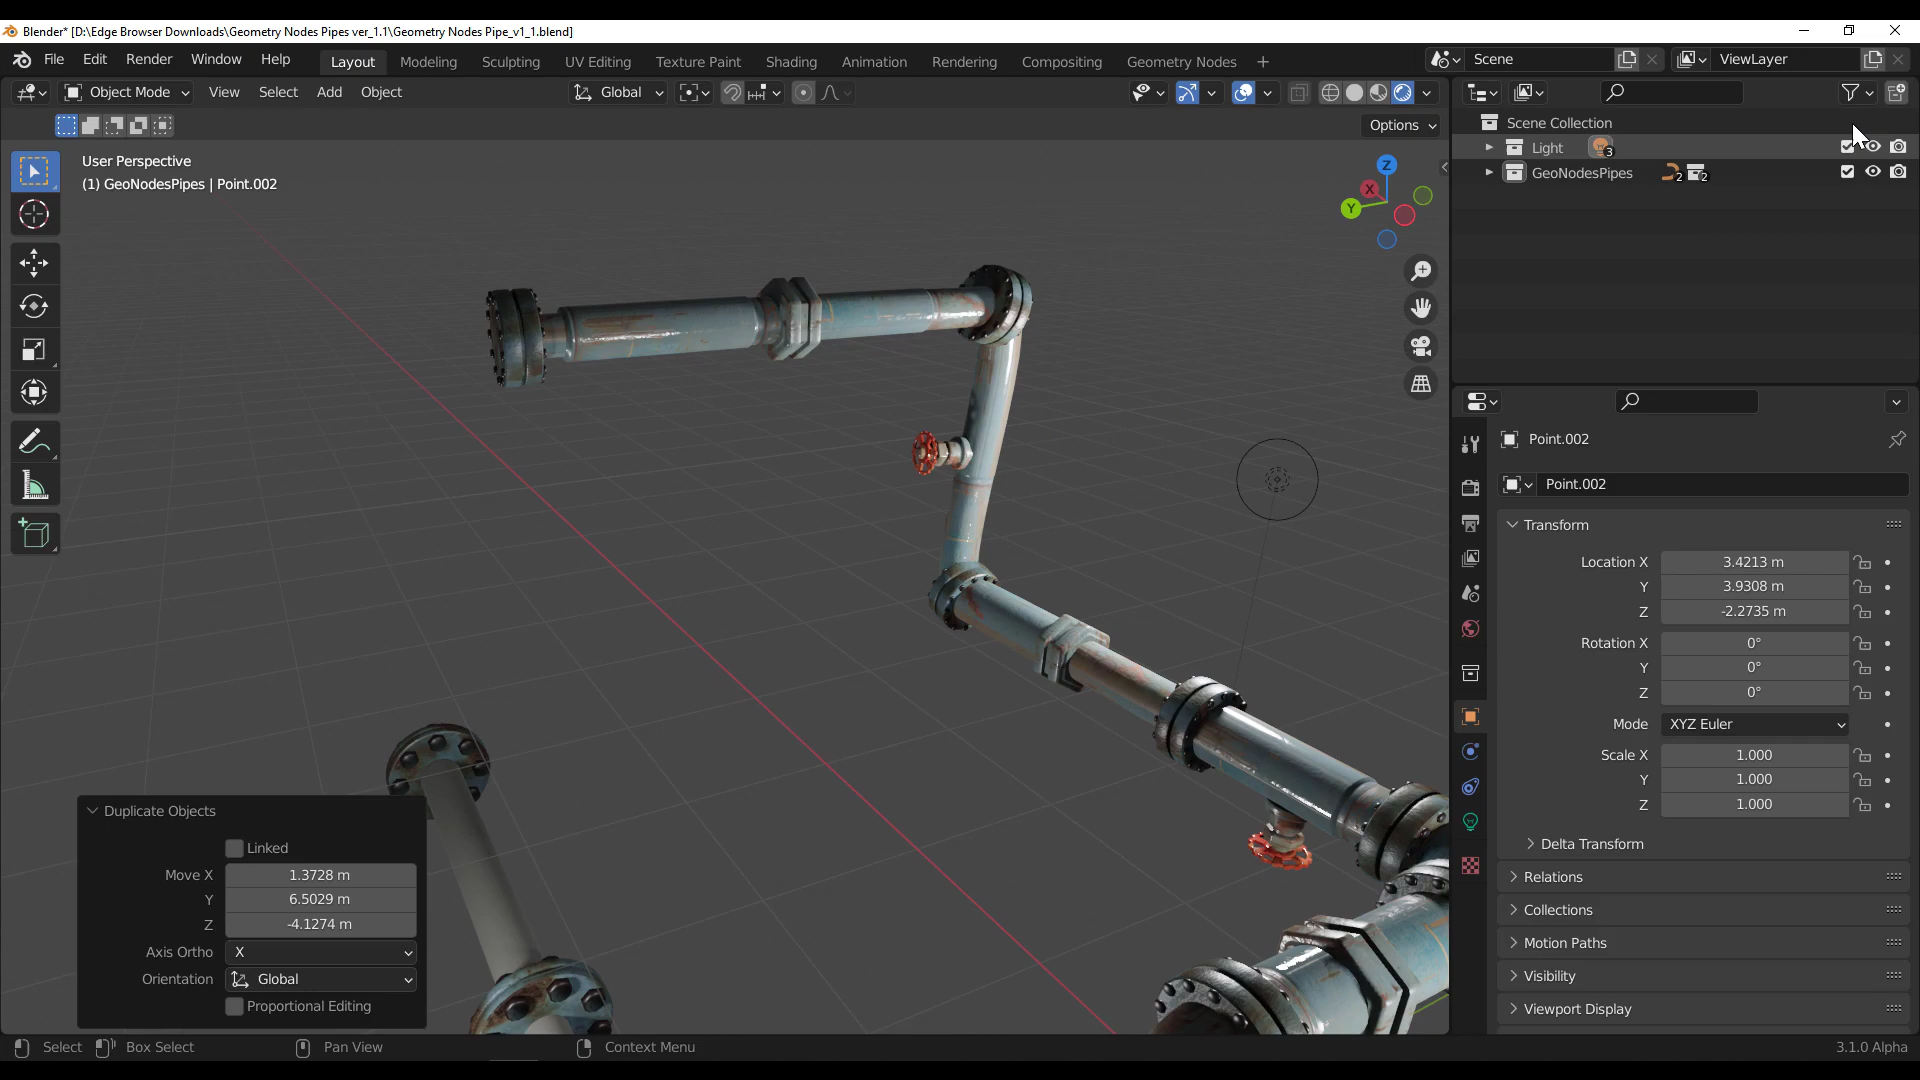 Blender* [D:\Edge Browser Downloads\Geometry Nodes Pipes ver_1.1\Geometry Nodes Pipe_v1_1.blend]
File Edit Render Window Help Layout Modeling Sculpting UV Editing Texture Paint Shading Animation Rendering Compositing Geometry Nodes + Scene ViewLayer
Object Mode View Select Add Object Global
Options
User Perspective
(1) GeoNodesPipes | Point.002
Z
X
Y
Scene Collection
Light 3
GeoNodesPipes 2 2
Point.002
Point.002
Transform
Location X 3.4213 m
Y 3.9308 m
Z -2.2735 m
Rotation X 0°
Y 0°
Z 0°
Mode XYZ Euler
Scale X 1.000
Y 1.000
Z 1.000
Delta Transform
Relations
Collections
Motion Paths
Visibility
Viewport Display
Duplicate Objects
Linked
Move X 1.3728 m
Y 6.5029 m
Z -4.1274 m
Axis Ortho X
Orientation Global
Proportional Editing
Select Box Select Pan View Context Menu 3.1.0 Alpha